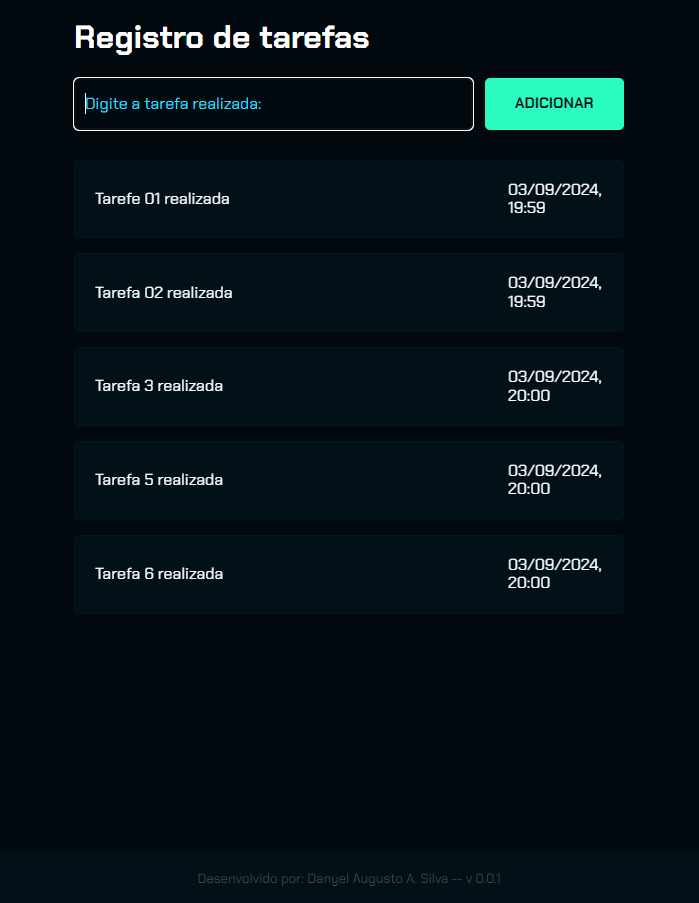 Registro de tarefas
Digite a tarefa realizada:
ADICIONAR
Tarefe 01 realizada
03/09/2024,
19:59
Tarefa 02 realizada
03/09/2024,
19:59
Tarefa 3 realizada
03/09/2024,
20:00
Tarefa 5 realizada
03/09/2024,
20:00
Tarefa 6 realizada
03/09/2024,
20:00
Desenvolvido por: Danyel Augusto A. Silva -- v 0.0.1